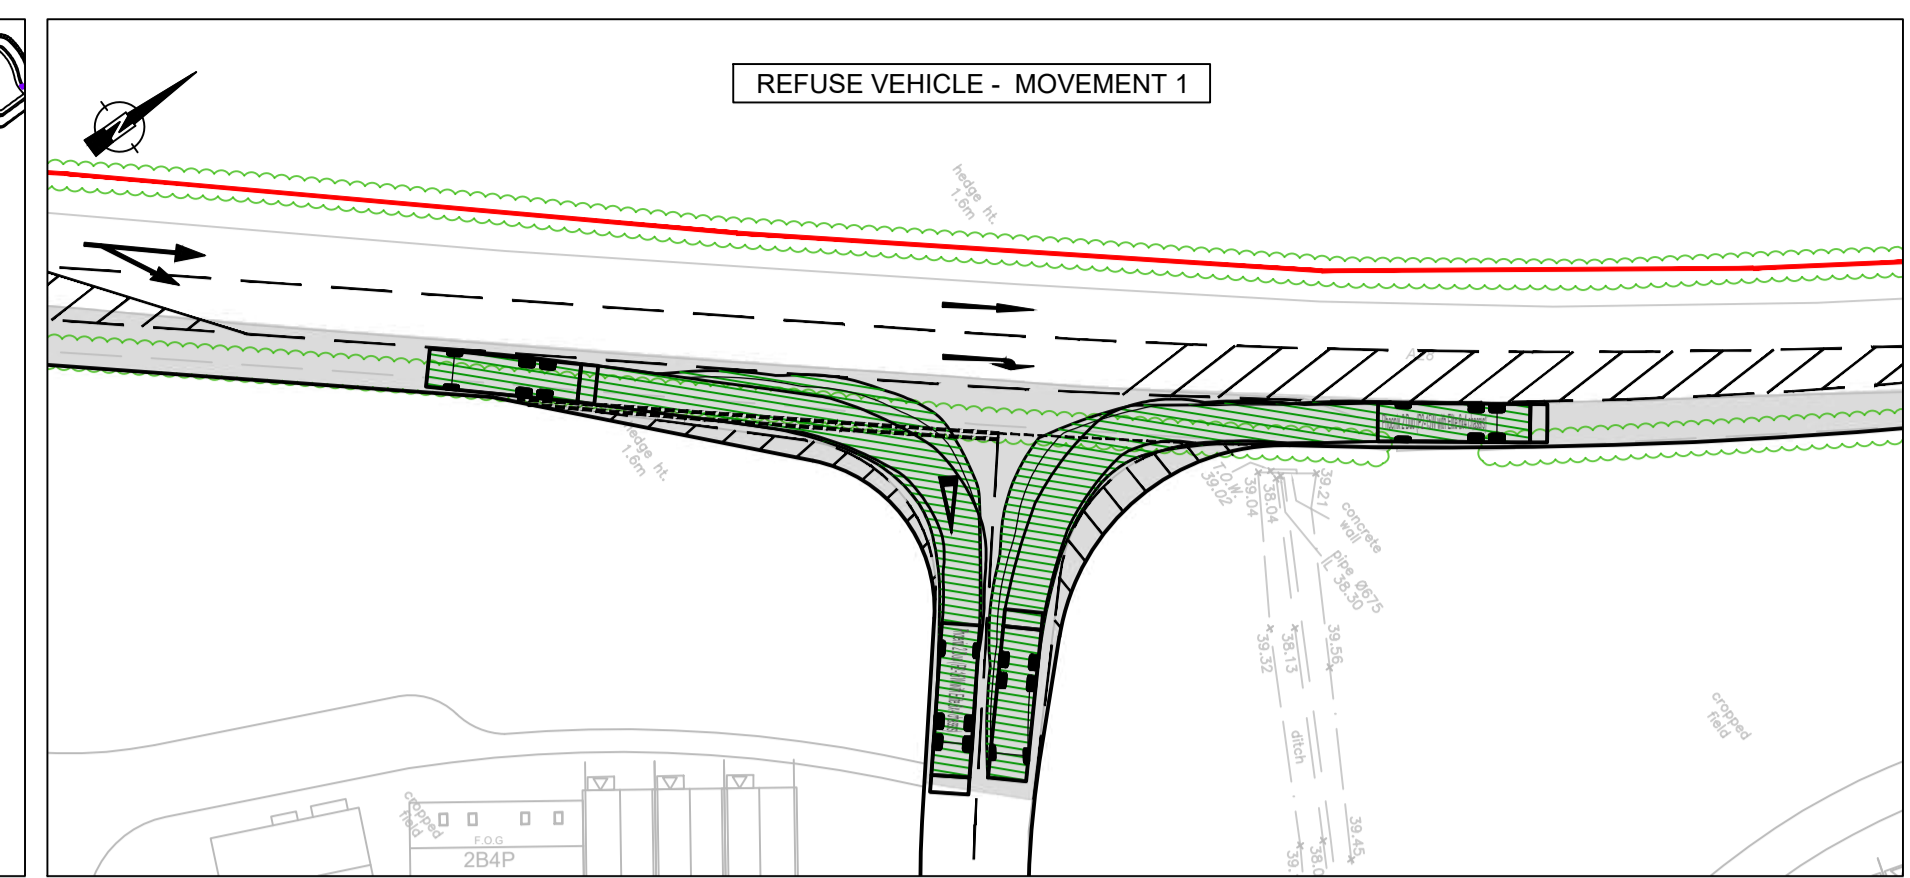 REFUSE VEHICLE - MOVEMENT 1
N
hedge ht.
1.6m
hedge ht.
1.6m
T.O.W.
39.02
39.04
38.04
39.21
concrete
wall
pipe Ø675
IL 38.30
39.32
38.13
39.56
ditch
cropped
field
cropped
field
F.O.G
2B4P
39.45